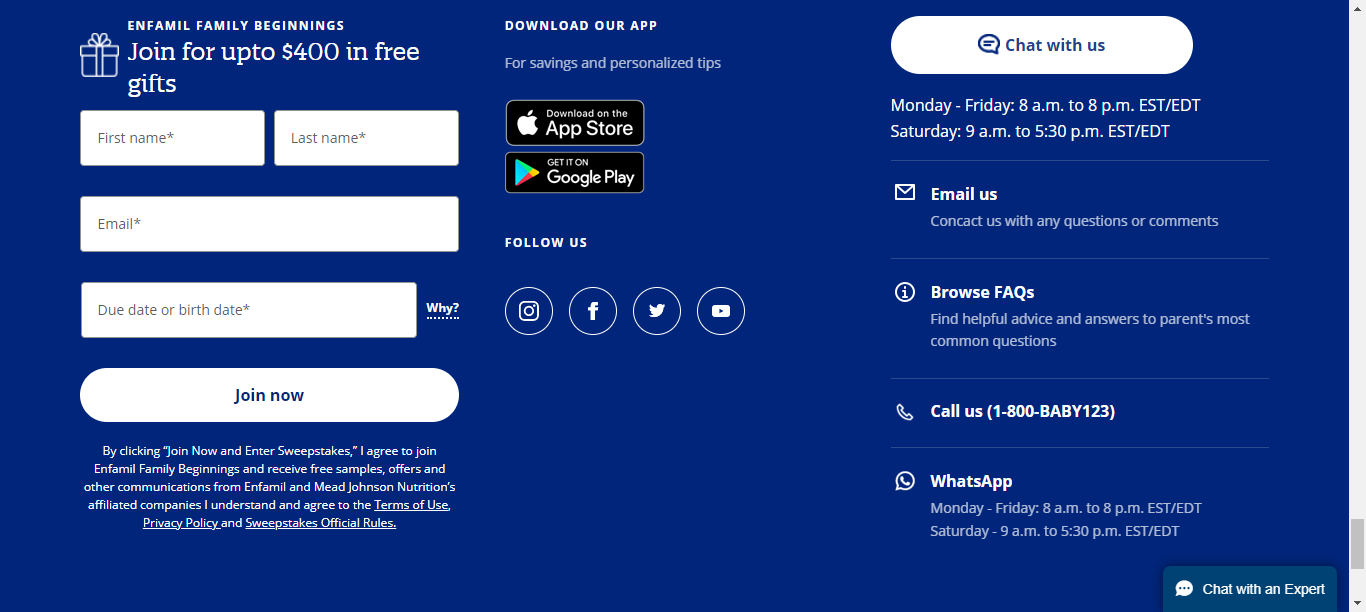 ENFAMIL FAMILY BEGINNINGS
Join for upto $400 in free
gifts
First name*
Last name*
Email*
Due date or birth date*
Why?
Join now
By clicking “Join Now and Enter Sweepstakes,” I agree to join
Enfamil Family Beginnings and receive free samples, offers and
other communications from Enfamil and Mead Johnson Nutrition’s
affiliated companies I understand and agree to the Terms of Use,
Privacy Policy and Sweepstakes Official Rules.
DOWNLOAD OUR APP
For savings and personalized tips
Download on the
App Store
GET IT ON
Google Play
FOLLOW US
Chat with us
Monday - Friday: 8 a.m. to 8 p.m. EST/EDT
Saturday: 9 a.m. to 5:30 p.m. EST/EDT
Email us
Concact us with any questions or comments
Browse FAQs
Find helpful advice and answers to parent's most
common questions
Call us (1-800-BABY123)
WhatsApp
Monday - Friday: 8 a.m. to 8 p.m. EST/EDT
Saturday - 9 a.m. to 5:30 p.m. EST/EDT
Chat with an Expert